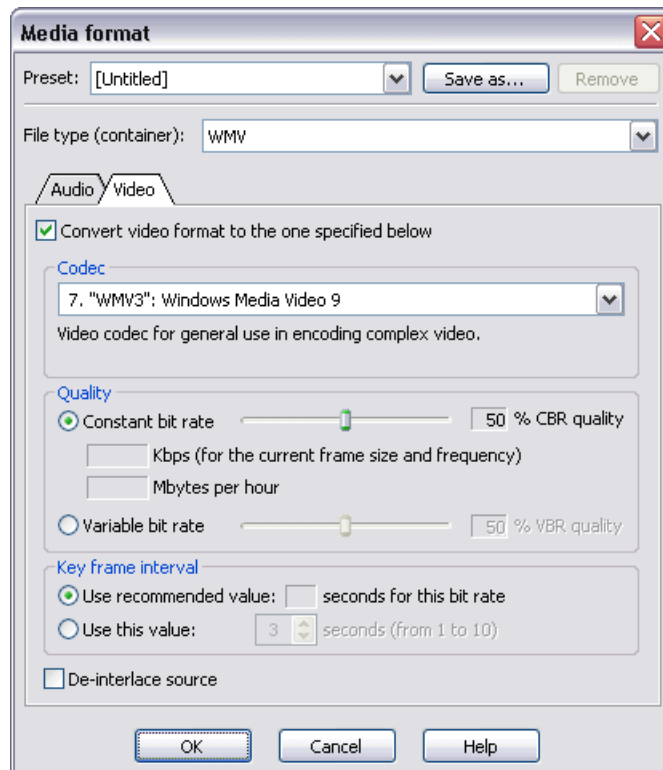 Media format
Preset: [Untitled] Save as... Remove
File type (container): WMV
Audio Video
Convert video format to the one specified below
Codec
7. "WMV3": Windows Media Video 9
Video codec for general use in encoding complex video.
Quality
Constant bit rate 50 % CBR quality
Kbps (for the current frame size and frequency)
Mbytes per hour
Variable bit rate 50 % VBR quality
Key frame interval
Use recommended value: seconds for this bit rate
Use this value: 3 seconds (from 1 to 10)
De-interlace source
OK Cancel Help